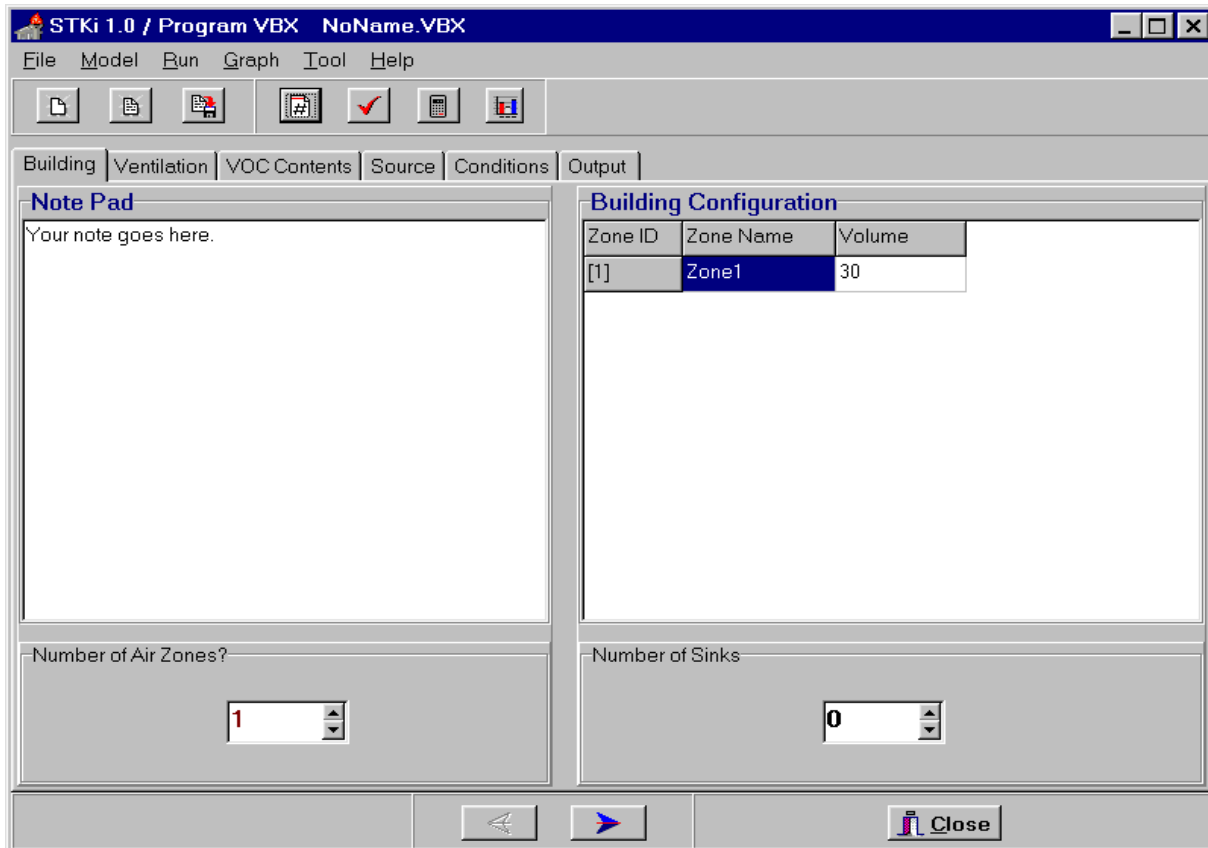 STKi 1.0 / Program VBX NoName.VBX
File Model Run Graph Tool Help
#
Building Ventilation VOC Contents Source Conditions Output
Note Pad
Your note goes here.
Building Configuration
Zone ID Zone Name Volume
[1] Zone1 30
Number of Air Zones?
1
Number of Sinks
0
Close